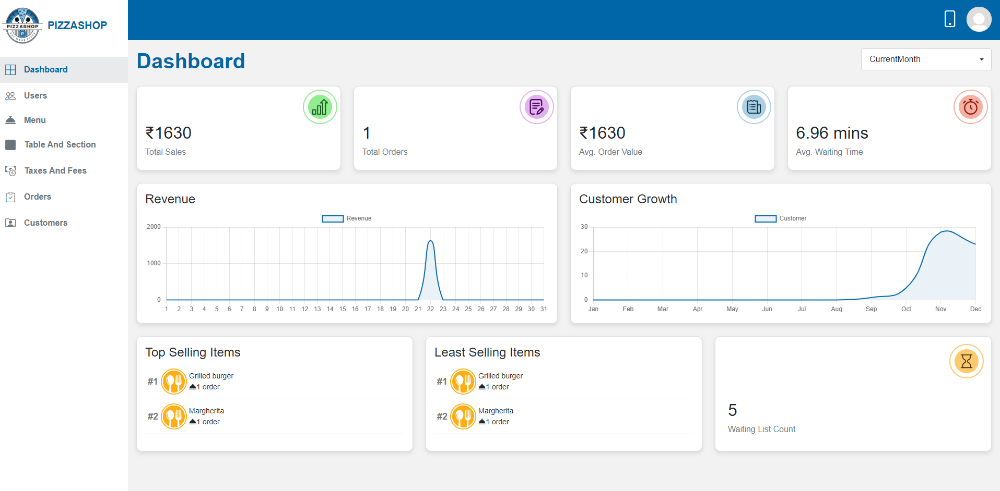 PIZZASHOP
EAT MORE PIZZA
P
PIZZASHOP
Dashboard
Users
Menu
Table And Section
Taxes And Fees
Orders
Customers
Dashboard
CurrentMonth
₹1630
Total Sales
1
Total Orders
₹1630
Avg. Order Value
6.96 mins
Avg. Waiting Time
Revenue
Revenue
2000
1000
0
1 2 3 4 5 6 7 8 9 10 11 12 13 14 15 16 17 18 19 20 21 22 23 24 25 26 27 28 29 30 31
Customer Growth
Customer
30
20
10
0
Jan Feb Mar Apr May Jun Jul Aug Sep Oct Nov Dec
Top Selling Items
#1 Grilled burger
1 order
#2 Margherita
1 order
Least Selling Items
#1 Grilled burger
1 order
#2 Margherita
1 order
5
Waiting List Count